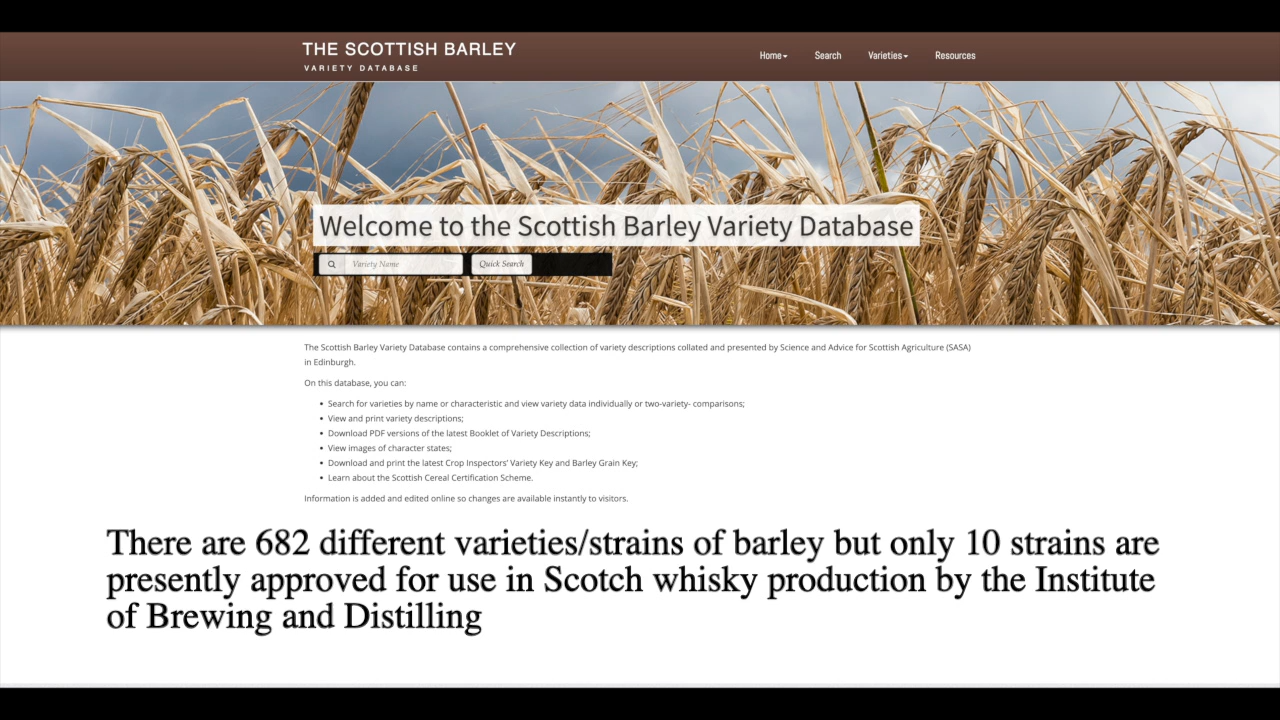 THE SCOTTISH BARLEY
VARIETY DATABASE
Home Search Varieties Resources
Welcome to the Scottish Barley Variety Database
Variety Name Quick Search
The Scottish Barley Variety Database contains a comprehensive collection of variety descriptions collated and presented by Science and Advice for Scottish Agriculture (SASA)
in Edinburgh.
On this database, you can:
• Search for varieties by name or characteristic and view variety data individually or two-variety- comparisons;
• View and print variety descriptions;
• Download PDF versions of the latest Booklet of Variety Descriptions;
• View images of character states;
• Download and print the latest Crop Inspectors' Variety Key and Barley Grain Key;
• Learn about the Scottish Cereal Certification Scheme.
Information is added and edited online so changes are available instantly to visitors.
There are 682 different varieties/strains of barley but only 10 strains are
presently approved for use in Scotch whisky production by the Institute
of Brewing and Distilling